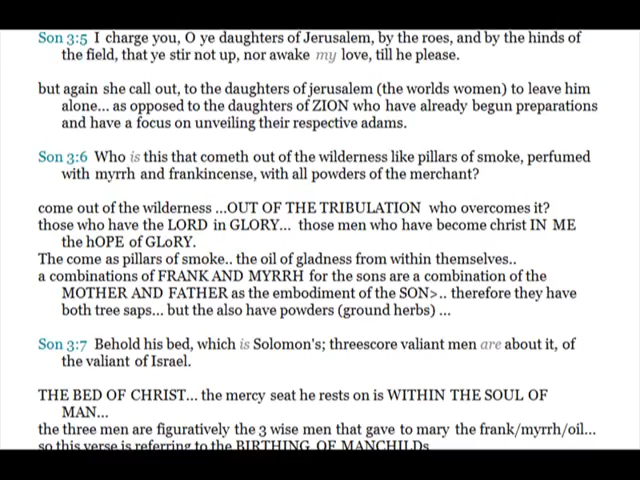 Son 3:5 I charge you, O ye daughters of Jerusalem, by the roes, and by the hinds of
the field, that ye stir not up, nor awake my love, till he please.
but again she call out, to the daughters of jerusalem (the worlds women) to leave him
alone... as opposed to the daughters of ZION who have already begun preparations
and have a focus on unveiling their respective adams.
Son 3:6 Who is this that cometh out of the wilderness like pillars of smoke, perfumed
with myrrh and frankincense, with all powders of the merchant?
come out of the wilderness ...OUT OF THE TRIBULATION who overcomes it?
those who have the LORD in GLORY... those men who have become christ IN ME
the hOPE of GLoRY.
The come as pillars of smoke.. the oil of gladness from within themselves..
a combinations of FRANK AND MYRRH for the sons are a combination of the
MOTHER AND FATHER as the embodiment of the SON>.. therefore they have
both tree saps... but the also have powders (ground herbs) ...
Son 3:7 Behold his bed, which is Solomon's; threescore valiant men are about it, of
the valiant of Israel.
THE BED OF CHRIST... the mercy seat he rests on is WITHIN THE SOUL OF
MAN...
the three men are figuratively the 3 wise men that gave to mary the frank/myrrh/oil...
so this verse is referring to the BIRTHING OF MANCHILDs